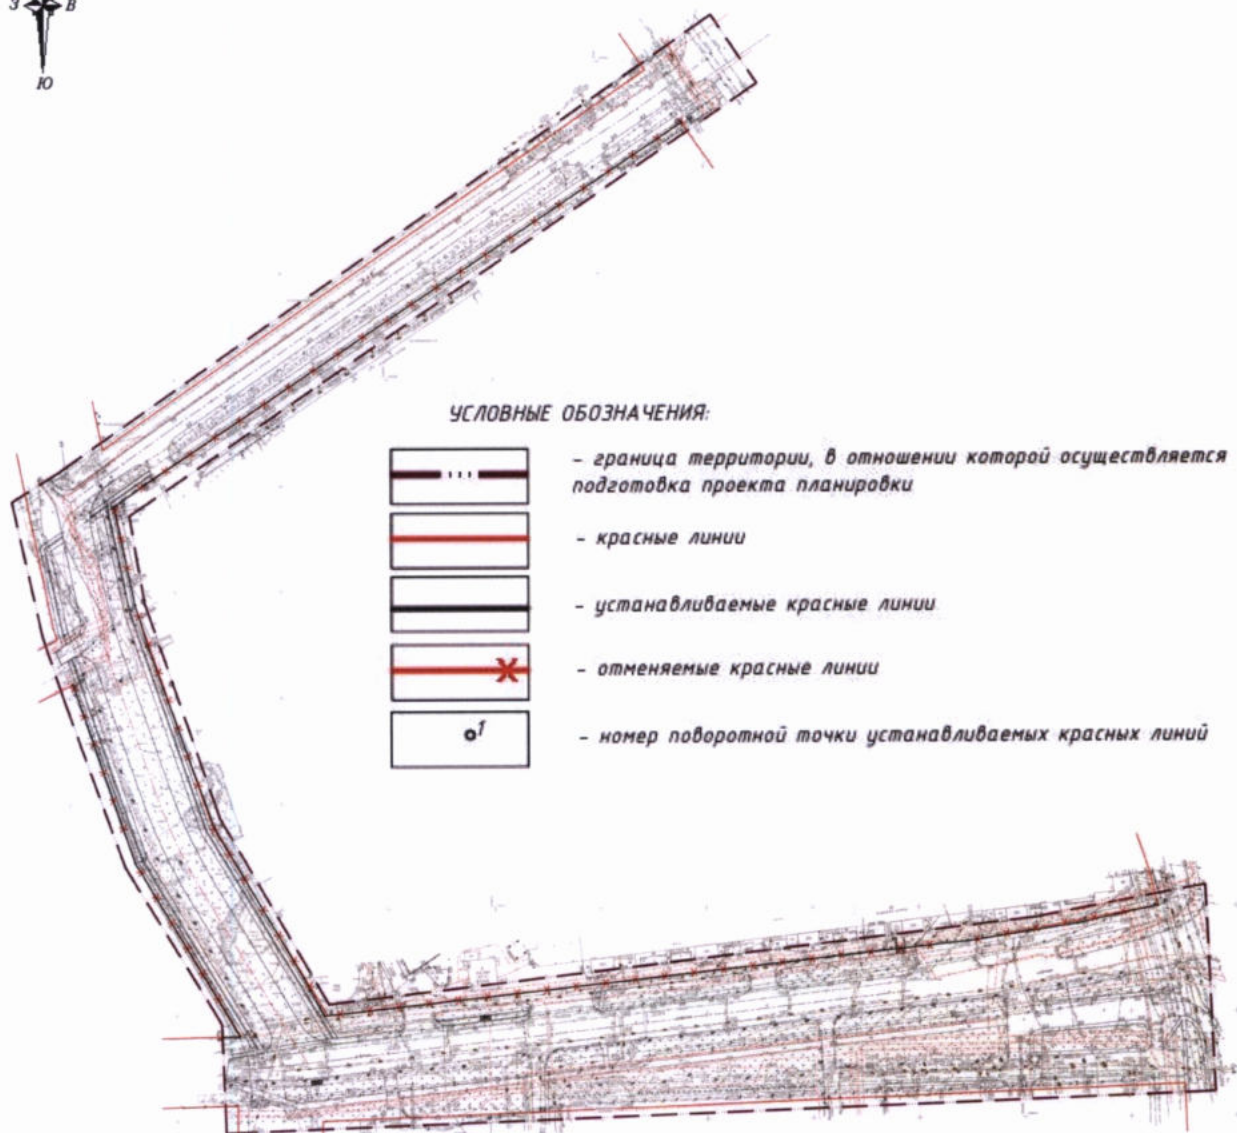 З В
Ю
УСЛОВНЫЕ ОБОЗНАЧЕНИЯ:
- граница территории, в отношении которой осуществляется
подготовка проекта планировки
- красные линии
- устанавливаемые красные линии
- отменяемые красные линии
1
- номер поворотной точки устанавливаемых красных линий